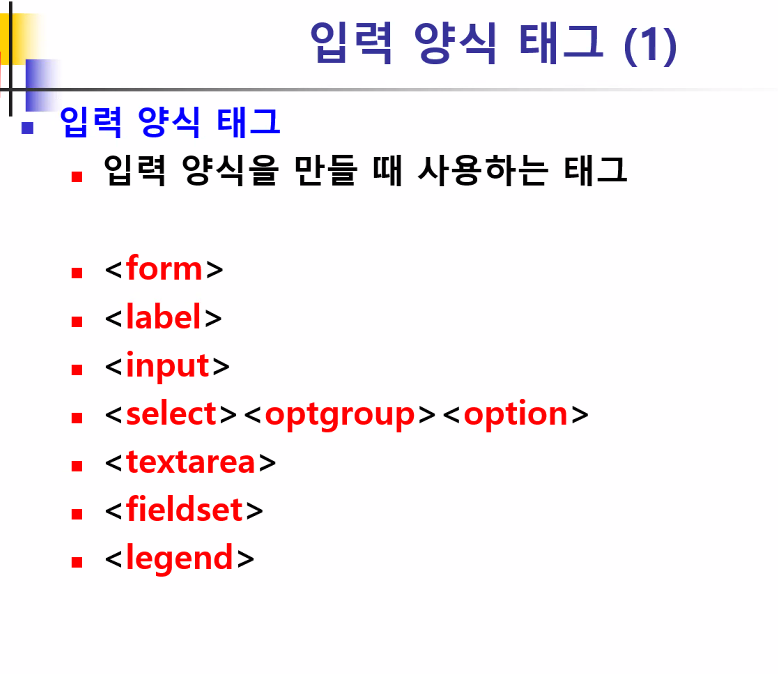 입력 양식 태그 (1)
입력 양식 태그
입력 양식을 만들 때 사용하는 태그
<form>
<label>
<input>
<select><optgroup><option>
<textarea>
<fieldset>
<legend>